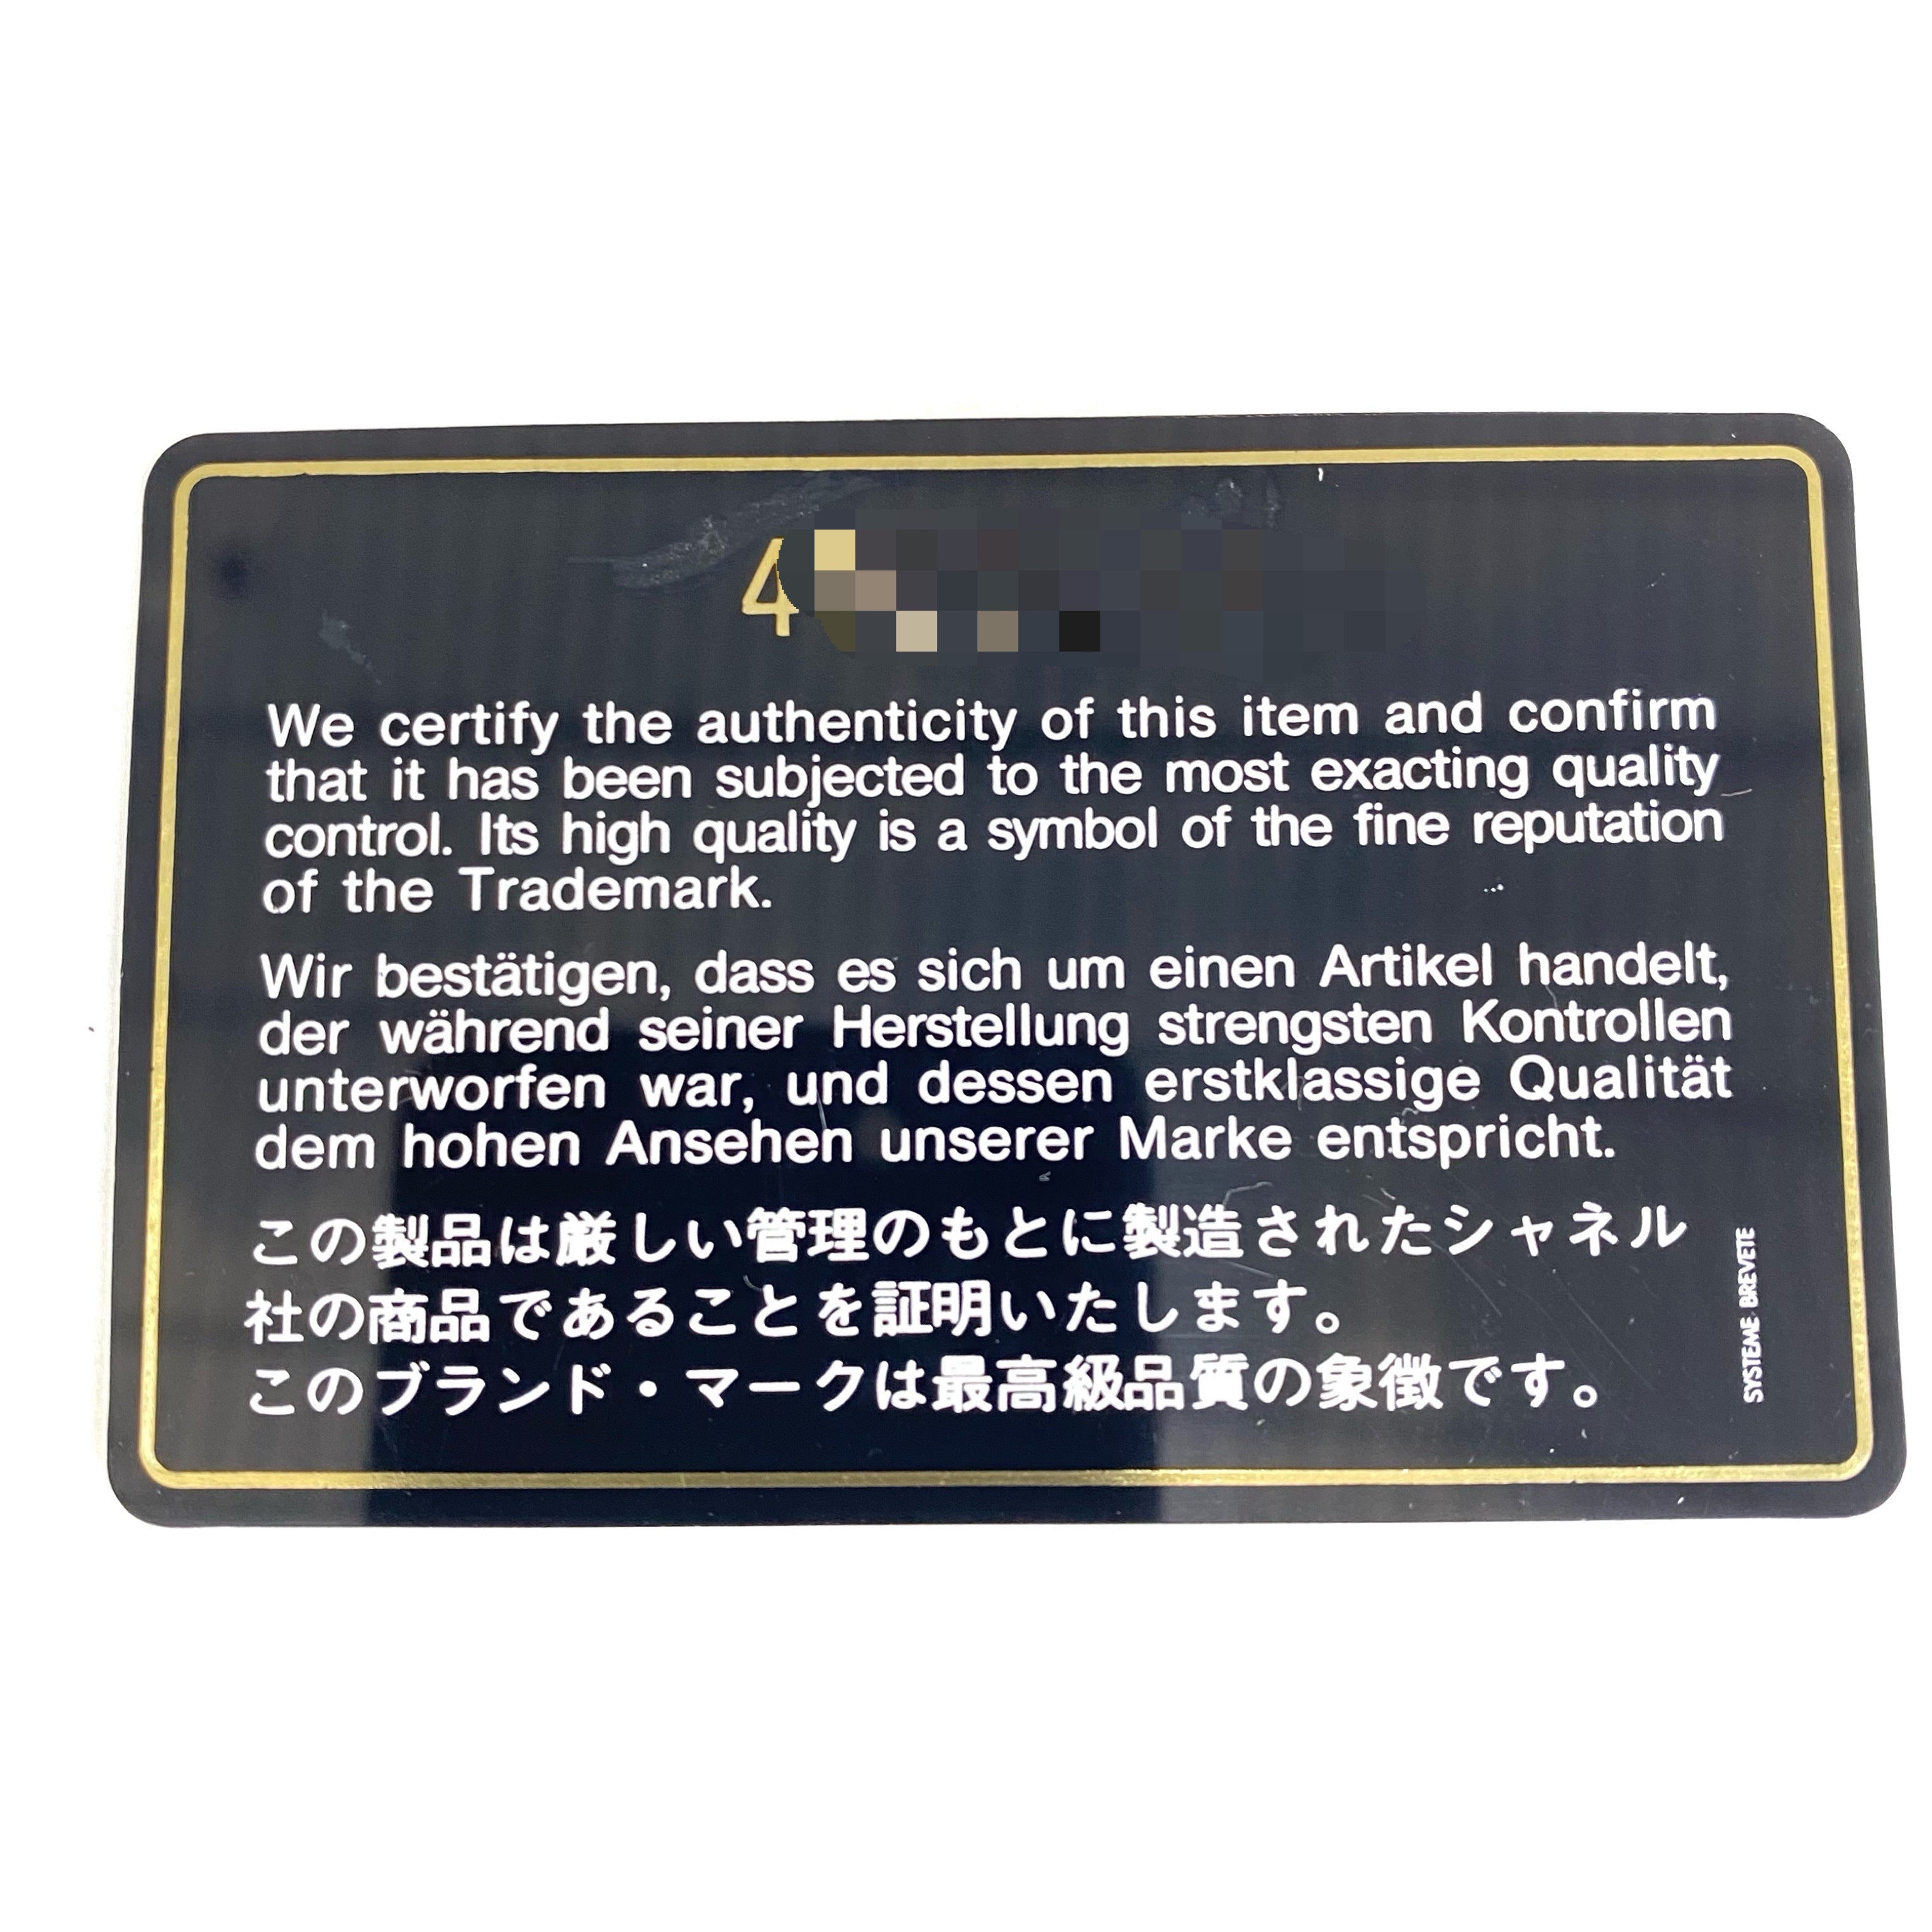 4
We certify the authenticity of this item and confirm
that it has been subjected to the most exacting quality
control. Its high quality is a symbol of the fine reputation
of the Trademark.
Wir bestätigen, dass es sich um einen Artikel handelt,
der während seiner Herstellung strengsten Kontrollen
unterworfen war, und dessen erstklassige Qualität
dem hohen Ansehen unserer Marke entspricht.
この製品は厳しい管理のもとに製造されたシャネル
社の商品であることを証明いたします。
このブランド・マークは最高級品質の象徴です。
SYSTEME BREVETE